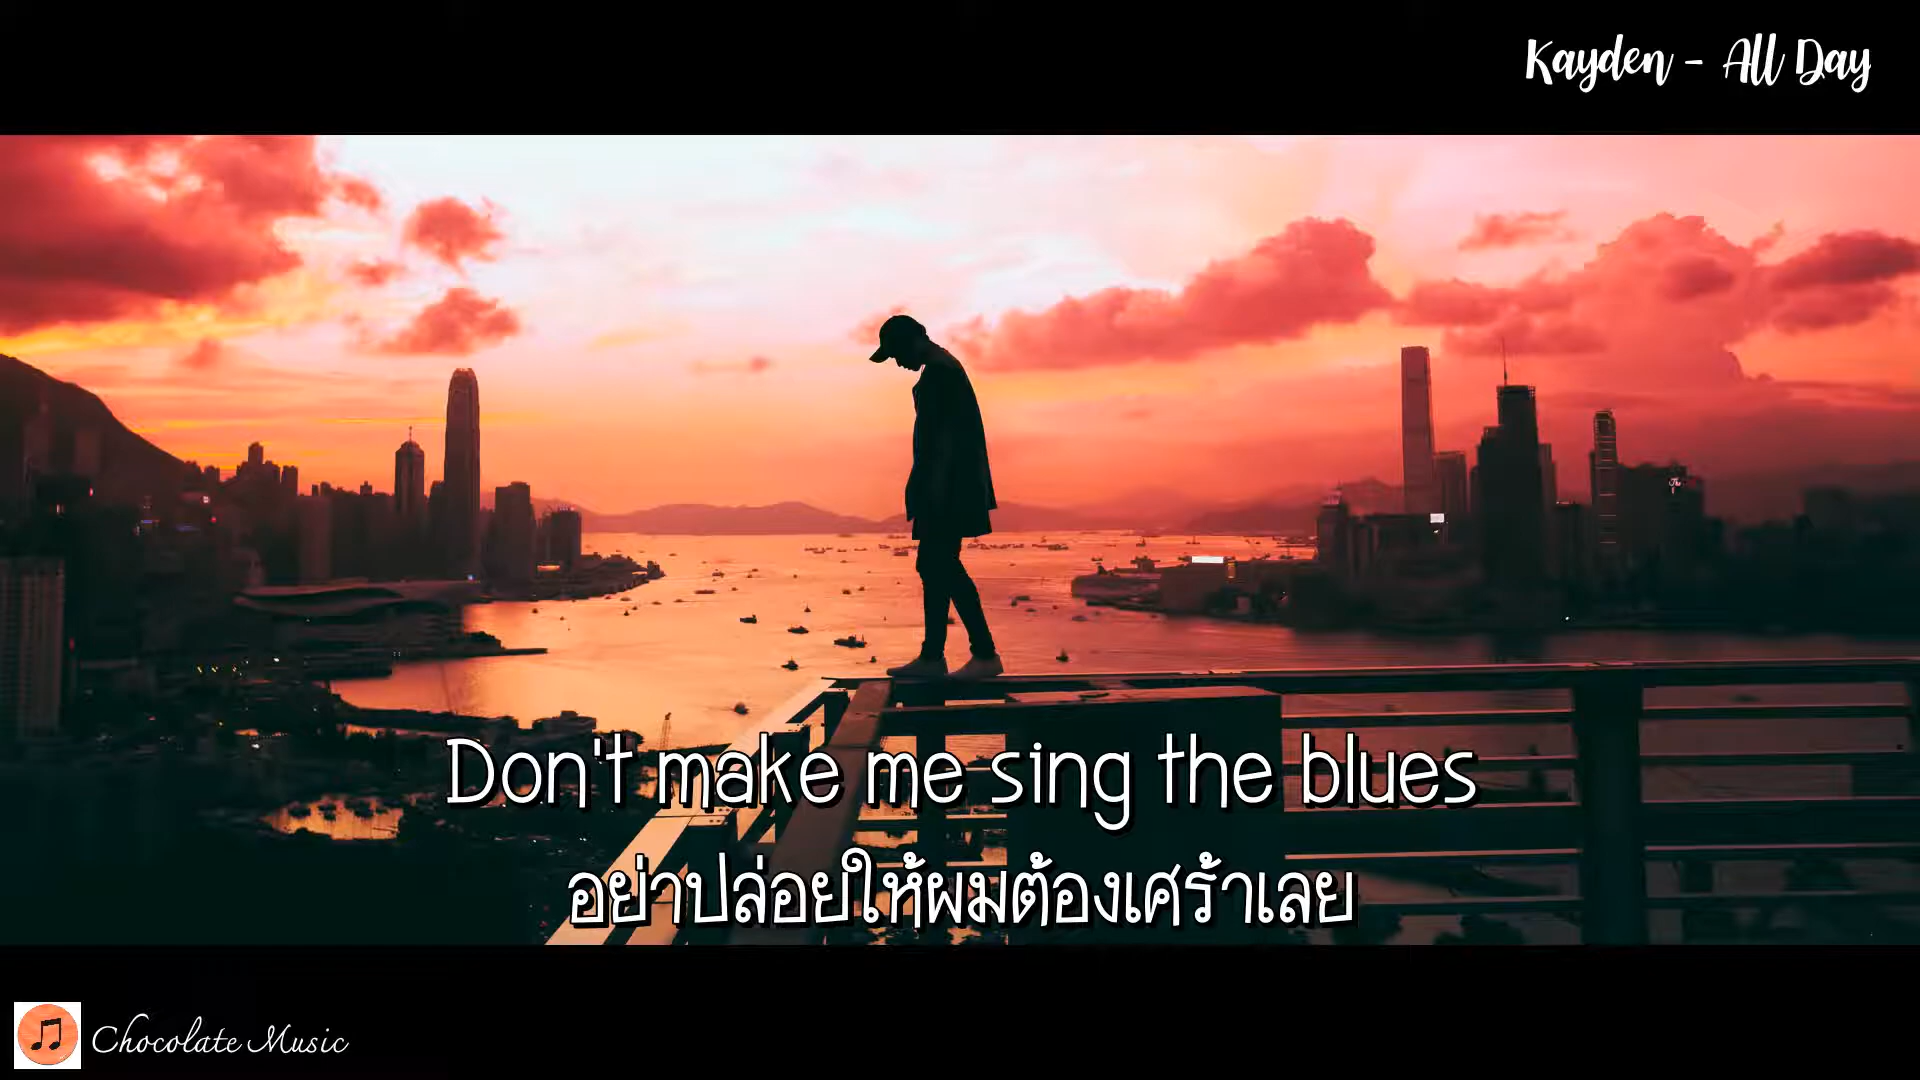 Kayden - All Day
Don't make me sing the blues
อย่าปล่อยให้ผมต้องเศร้าเลย
Chocolate Music